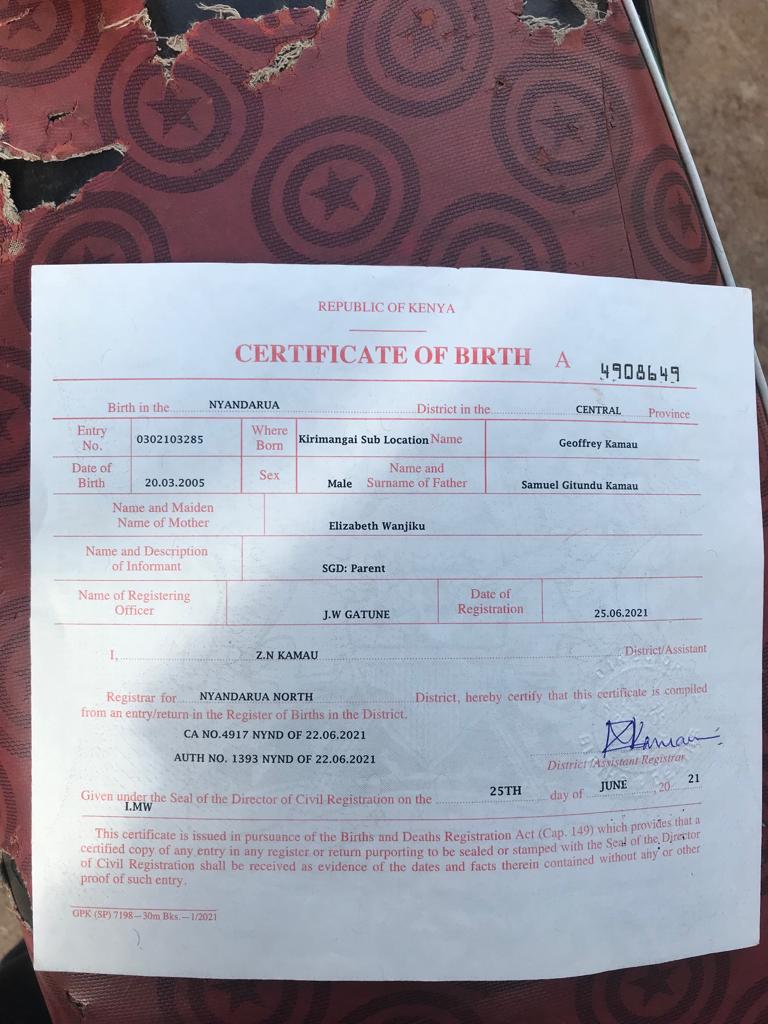 REPUBLIC OF KENYA
CERTIFICATE OF BIRTH A 4908649
Birth in the NYANDARUA District in the CENTRAL Province
Entry No. 0302103285 Where Born Kirimangai Sub Location Name Geoffrey Kamau
Date of Birth 20.03.2005 Sex Male Name and Surname of Father Samuel Gitundu Kamau
Name and Maiden Name of Mother Elizabeth Wanjiku
Name and Description of Informant SGD: Parent
Name of Registering Officer J.W GATUNE Date of Registration 25.06.2021
I, Z.N KAMAU District/Assistant
Registrar for NYANDARUA NORTH District, hereby certify that this certificate is compiled
from an entry/return in the Register of Births in the District.
CA NO.4917 NYND OF 22.06.2021
AUTH NO. 1393 NYND OF 22.06.2021
District/Assistant Registrar
Given under the Seal of the Director of Civil Registration on the 25TH day of JUNE, 20 21
I.MW
This certificate is issued in pursuance of the Births and Deaths Registration Act (Cap. 149) which provides that a
certified copy of any entry in any register or return purporting to be sealed or stamped with the Seal of the Director
of Civil Registration shall be received as evidence of the dates and facts therein contained without any or other
proof of such entry.
GPK (SP) 7198—30m Bks.—1/2021